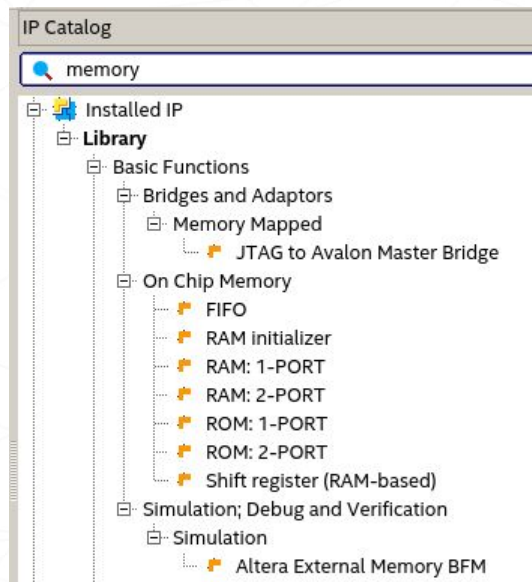 IP Catalog
memory
Installed IP
Library
Basic Functions
Bridges and Adaptors
Memory Mapped
JTAG to Avalon Master Bridge
On Chip Memory
FIFO
RAM initializer
RAM: 1-PORT
RAM: 2-PORT
ROM: 1-PORT
ROM: 2-PORT
Shift register (RAM-based)
Simulation; Debug and Verification
Simulation
Altera External Memory BFM